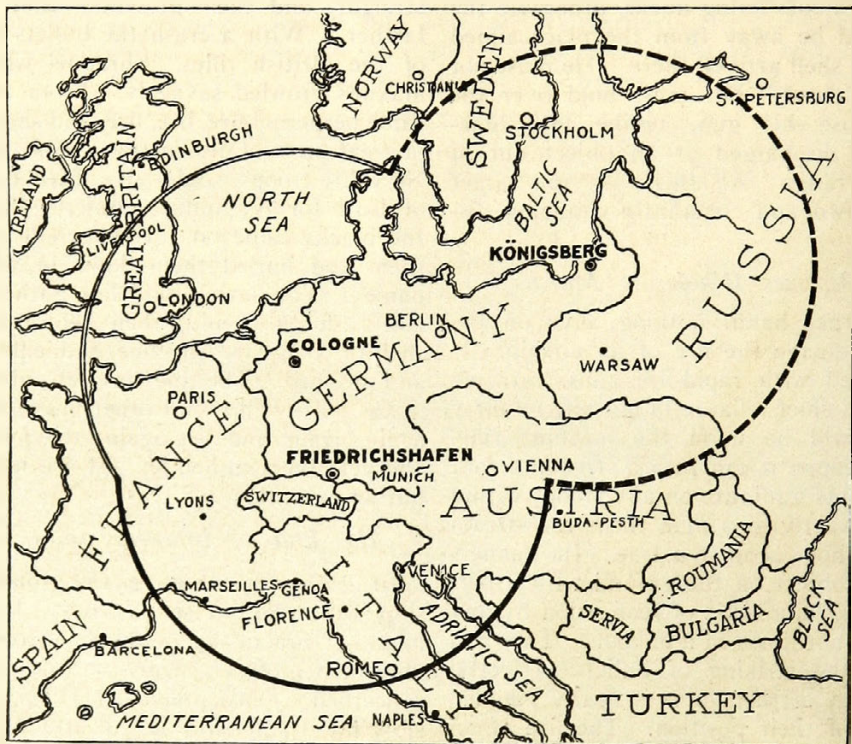 NORWAY
SWEDEN
CHRISTIANIA
ST. PETERSBURG
STOCKHOLM
EDINBURGH
IRELAND
GREAT BRITAIN
NORTH
SEA
BALTIC
SEA
RUSSIA
LIVERPOOL
KÖNIGSBERG
LONDON
BERLIN
COLOGNE
GERMANY
WARSAW
PARIS
FRANCE
FRIEDRICHSHAFEN
MUNICH
VIENNA
LYONS
SWITZERLAND
AUSTRIA
BUDA-PESTH
VENICE
MARSEILLES
GENOA
ROUMANIA
FLORENCE
ITALY
SERVIA
BULGARIA
BLACK
SEA
ADRIATIC SEA
SPAIN
BARCELONA
ROME
TURKEY
MEDITERRANEAN SEA
NAPLES